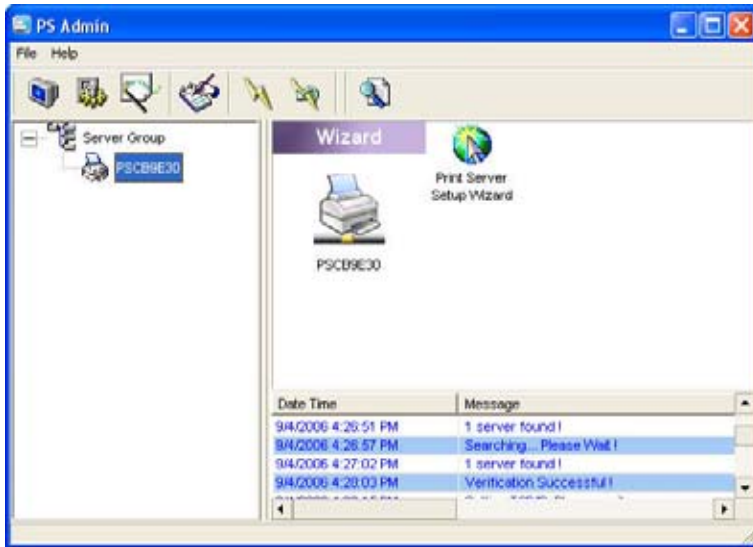 PS Admin
File Help
Server Group
PSCB9E30
Wizard
Print Server
Setup Wizard
PSCB9E30
Date Time Message
9/4/2006 4:26:51 PM 1 server found !
9/4/2006 4:26:57 PM Searching... Please Wait !
9/4/2006 4:27:02 PM 1 server found !
9/4/2006 4:28:03 PM Verification Successful !